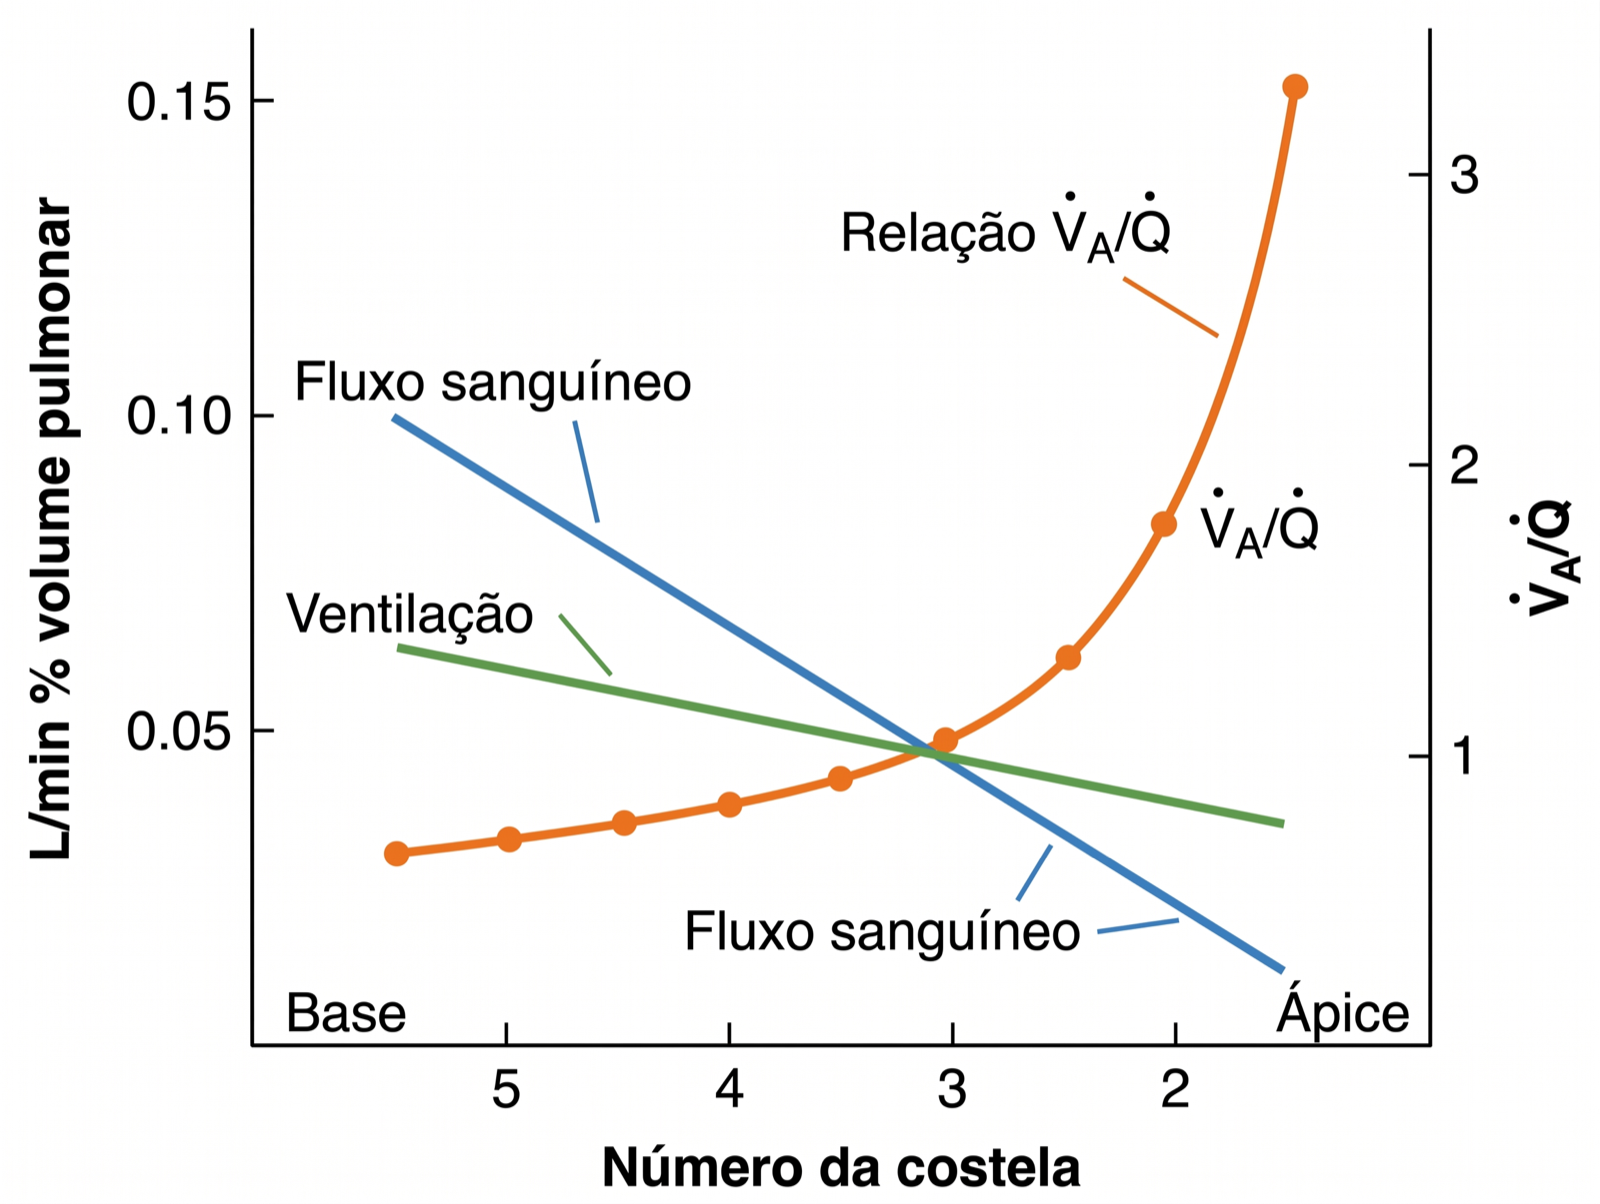 0.15
3
Relação V̇A/Q̇
Fluxo sanguíneo
0.10
2
V̇A/Q̇
Ventilação
0.05
1
Fluxo sanguíneo
Base
Ápice
5
4
3
2
Número da costela
L/min % volume pulmonar
V̇A/Q̇